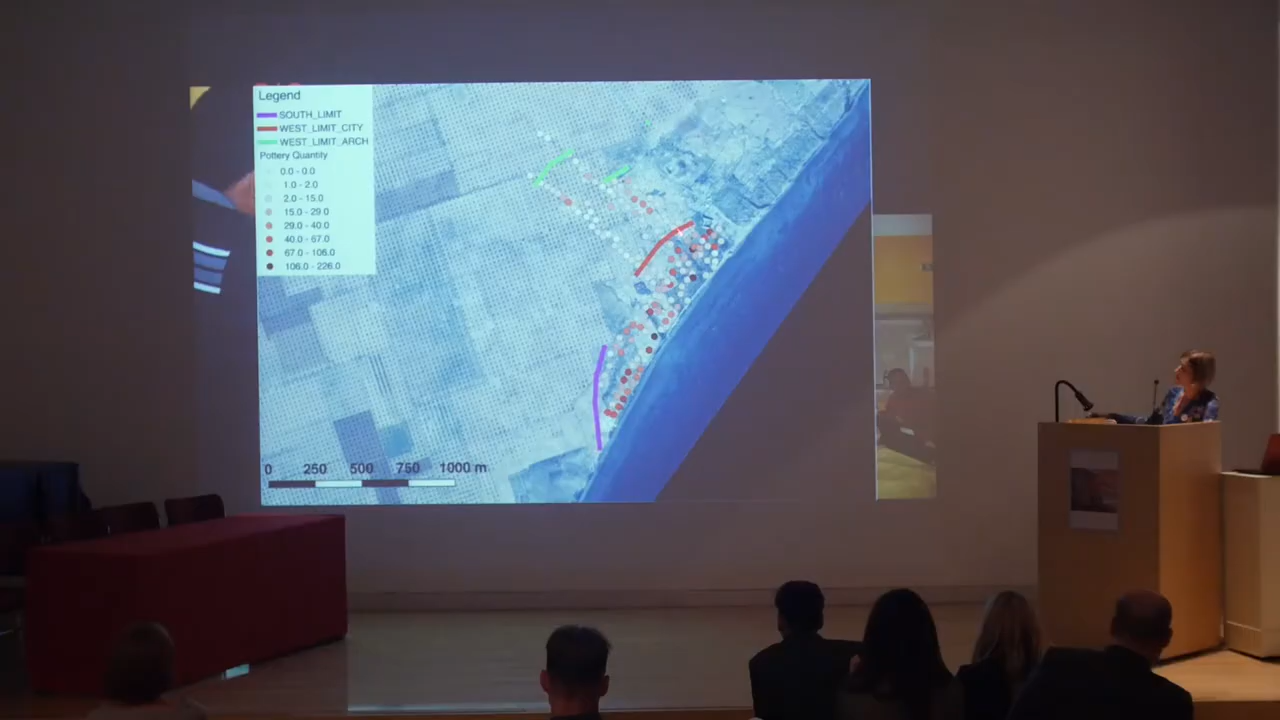 Legend
SOUTH_LIMIT
WEST_LIMIT_CITY
WEST_LIMIT_ARCH
Pottery Quantity
0.0 - 0.0
1.0 - 2.0
2.0 - 15.0
15.0 - 29.0
29.0 - 40.0
40.0 - 67.0
67.0 - 106.0
106.0 - 226.0
0 250 500 750 1000 m